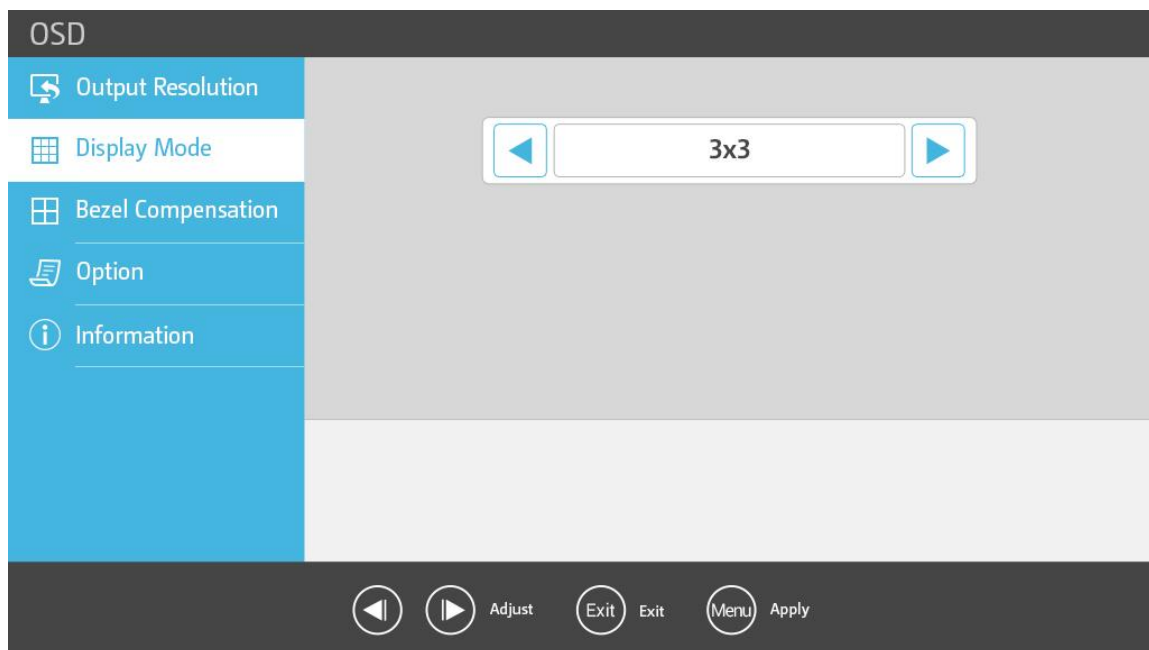 OSD
Output Resolution
Display Mode
3x3
Bezel Compensation
Option
Information
Adjust
Exit Exit
Menu Apply